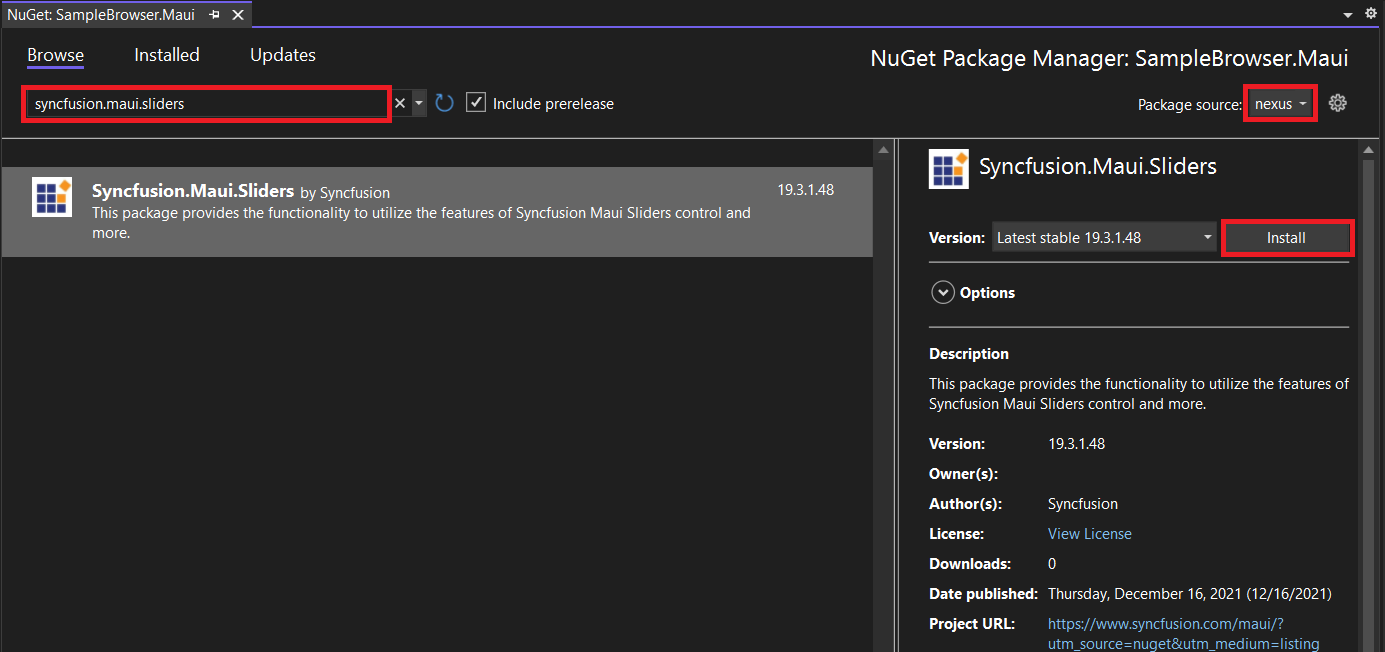 NuGet: SampleBrowser.Maui
Browse Installed Updates
NuGet Package Manager: SampleBrowser.Maui
syncfusion.maui.sliders
Include prerelease
Package source: nexus
Syncfusion.Maui.Sliders by Syncfusion 19.3.1.48
This package provides the functionality to utilize the features of Syncfusion Maui Sliders control and
more.
Syncfusion.Maui.Sliders
Version: Latest stable 19.3.1.48 Install
Options
Description
This package provides the functionality to utilize the features of
Syncfusion Maui Sliders control and more.
Version: 19.3.1.48
Owner(s):
Author(s): Syncfusion
License: View License
Downloads: 0
Date published: Thursday, December 16, 2021 (12/16/2021)
Project URL: https://www.syncfusion.com/maui/?
utm_source=nuget&utm_medium=listing